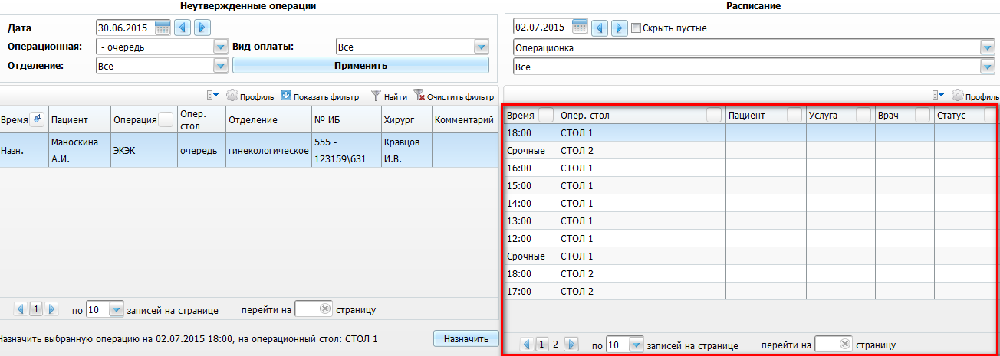 Неутвержденные операции
Дата 30.06.2015
Операционная: - очередь Вид оплаты: Все
Отделение: Все Применить
Профиль Показать фильтр Найти Очистить фильтр
Время Пациент Операция Опер. стол Отделение № ИБ Хирург Комментарий
Назн. Маноскина А.И. ЭКЭК очередь гинекологическое 555 - 123159\631 Кравцов И.В.
1 по 10 записей на странице перейти на страницу
Назначить выбранную операцию на 02.07.2015 18:00, на операционный стол: СТОЛ 1 Назначить
Расписание
02.07.2015 Скрыть пустые
Операционка
Все
Профиль
Время Опер. стол Пациент Услуга Врач Статус
18:00 СТОЛ 1
Срочные СТОЛ 2
16:00 СТОЛ 1
15:00 СТОЛ 1
14:00 СТОЛ 1
13:00 СТОЛ 1
12:00 СТОЛ 1
Срочные СТОЛ 1
18:00 СТОЛ 2
17:00 СТОЛ 2
1 2 по 10 записей на странице перейти на страницу